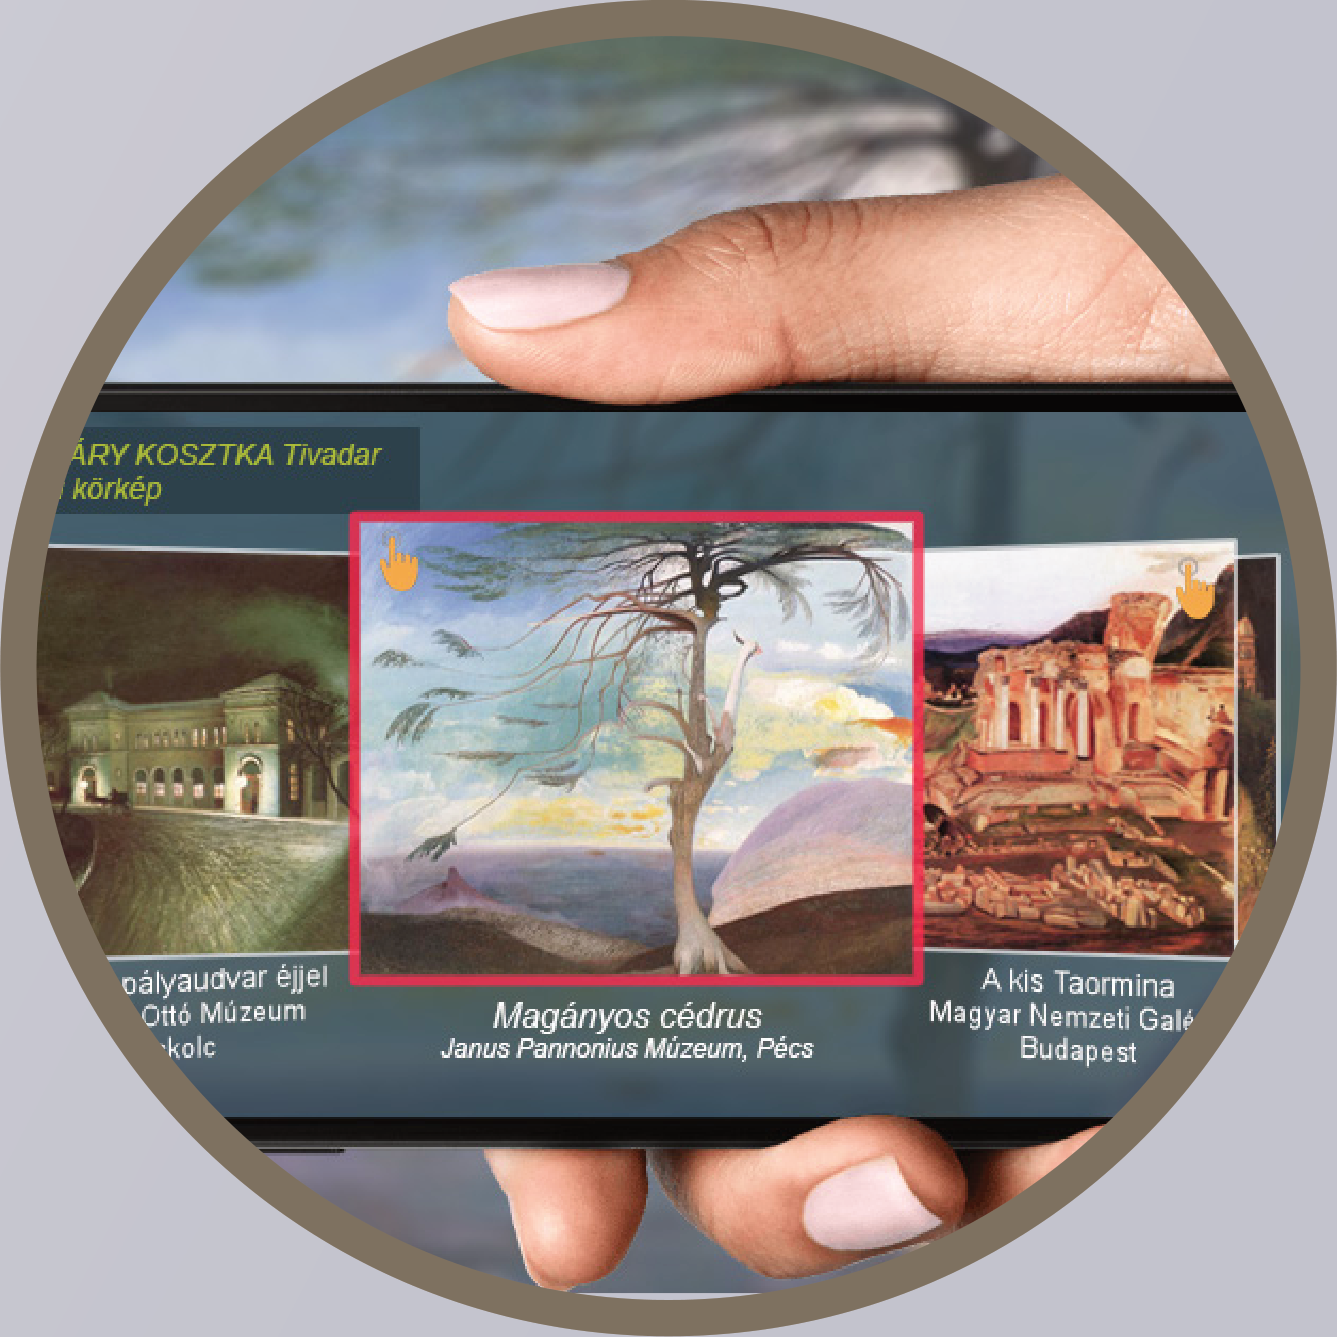 ÁRY KOSZTKA Tivadar
körkép
pályaudvar éjjel
Ottó Múzeum
kolc
Magányos cédrus
Janus Pannonius Múzeum, Pécs
A kis Taormina
Magyar Nemzeti Galé
Budapest